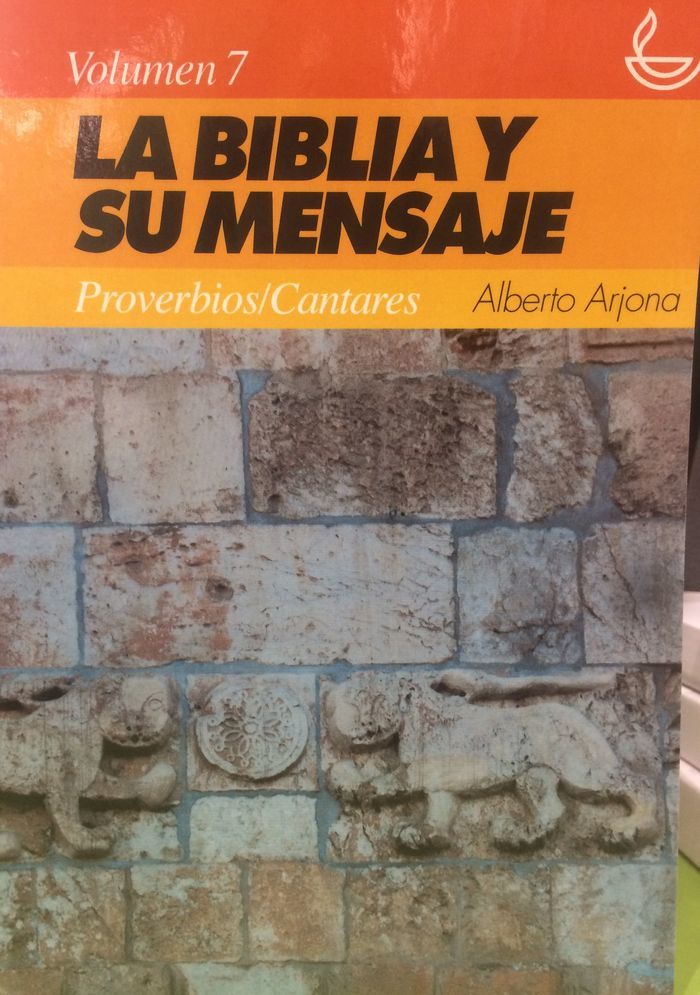 Volumen 7
LA BIBLIA Y
SU MENSAJE
Proverbios/Cantares Alberto Arjona